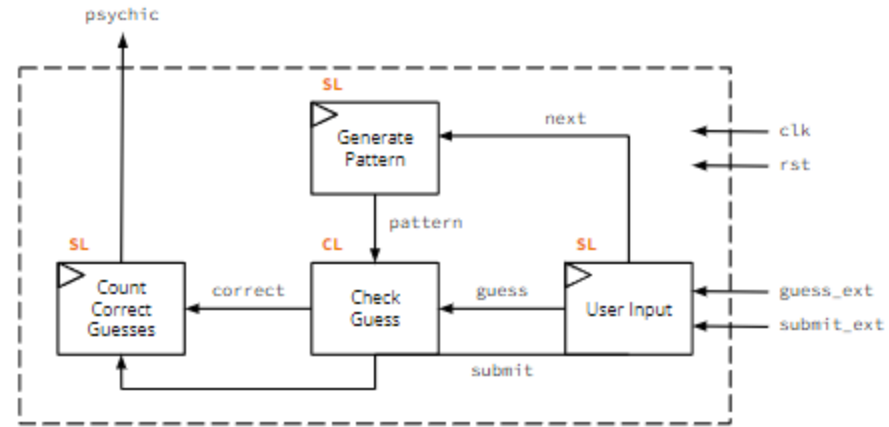 psychic
SL
Generate
Pattern
next
clk
rst
pattern
SL
CL
SL
Count
Correct
Guesses
correct
Check
Guess
guess
User Input
guess_ext
submit_ext
submit